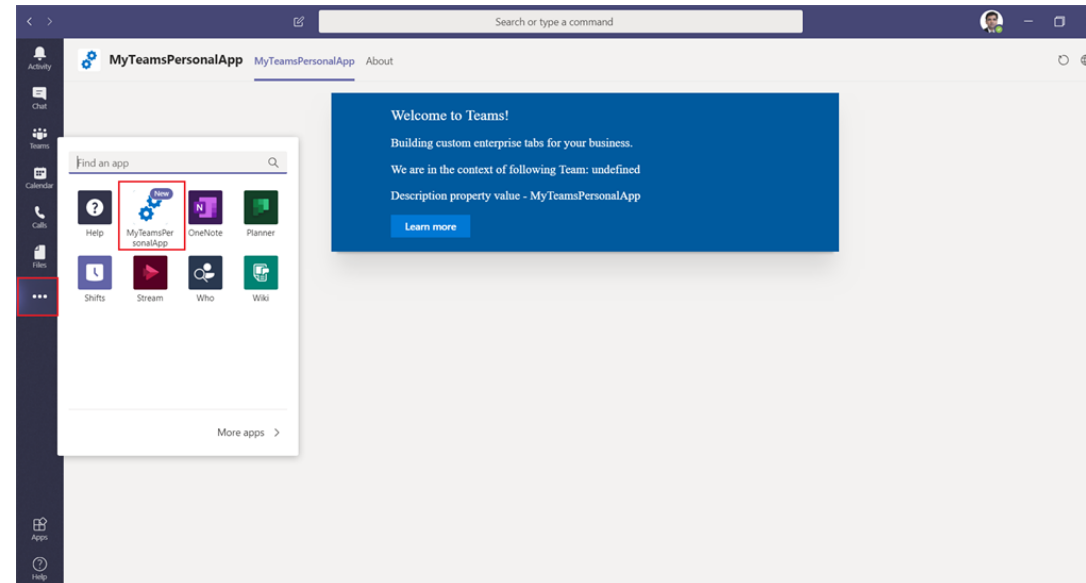 Search or type a command
Activity
Chat
Teams
Calendar
Calls
Files
Apps
Help
MyTeamsPersonalApp
MyTeamsPersonalApp
About
Find an app
New
Help
MyTeamsPer
sonalApp
OneNote
Planner
Shifts
Stream
Who
Wiki
More apps
Welcome to Teams!
Building custom enterprise tabs for your business.
We are in the context of following Team: undefined
Description property value - MyTeamsPersonalApp
Learn more